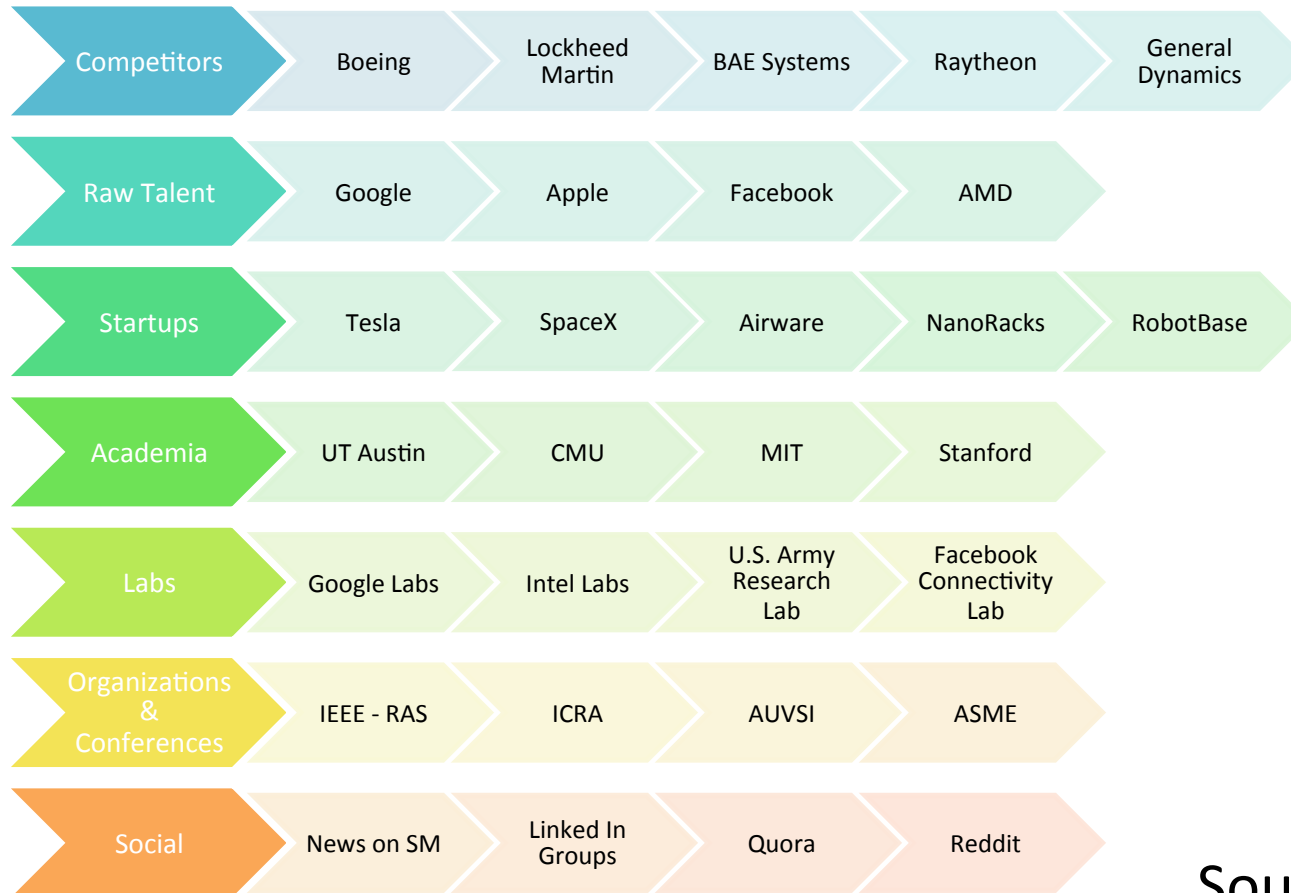 Competitors
Boeing
Lockheed
Martin
BAE Systems
Raytheon
General
Dynamics
Raw Talent
Google
Apple
Facebook
AMD
Startups
Tesla
SpaceX
Airware
NanoRacks
RobotBase
Academia
UT Austin
CMU
MIT
Stanford
Labs
Google Labs
Intel Labs
U.S. Army
Research
Lab
Facebook
Connectivity
Lab
Organizations
&
Conferences
IEEE - RAS
ICRA
AUVSI
ASME
Social
News on SM
Linked In
Groups
Quora
Reddit